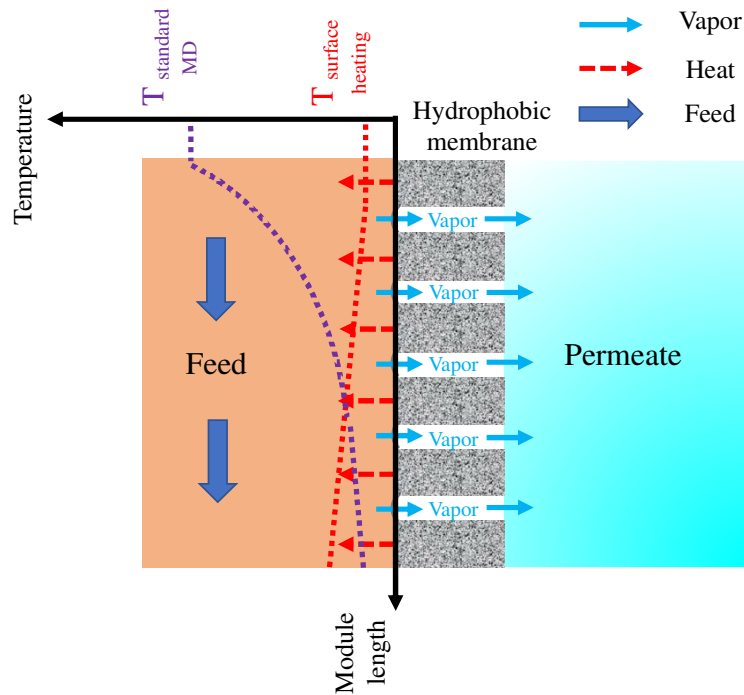 T standard
MD
T surface
heating
Vapor
Heat
Feed
Temperature
Hydrophobic
membrane
Vapor
Vapor
Vapor
Vapor
Vapor
Feed
Permeate
Module
length